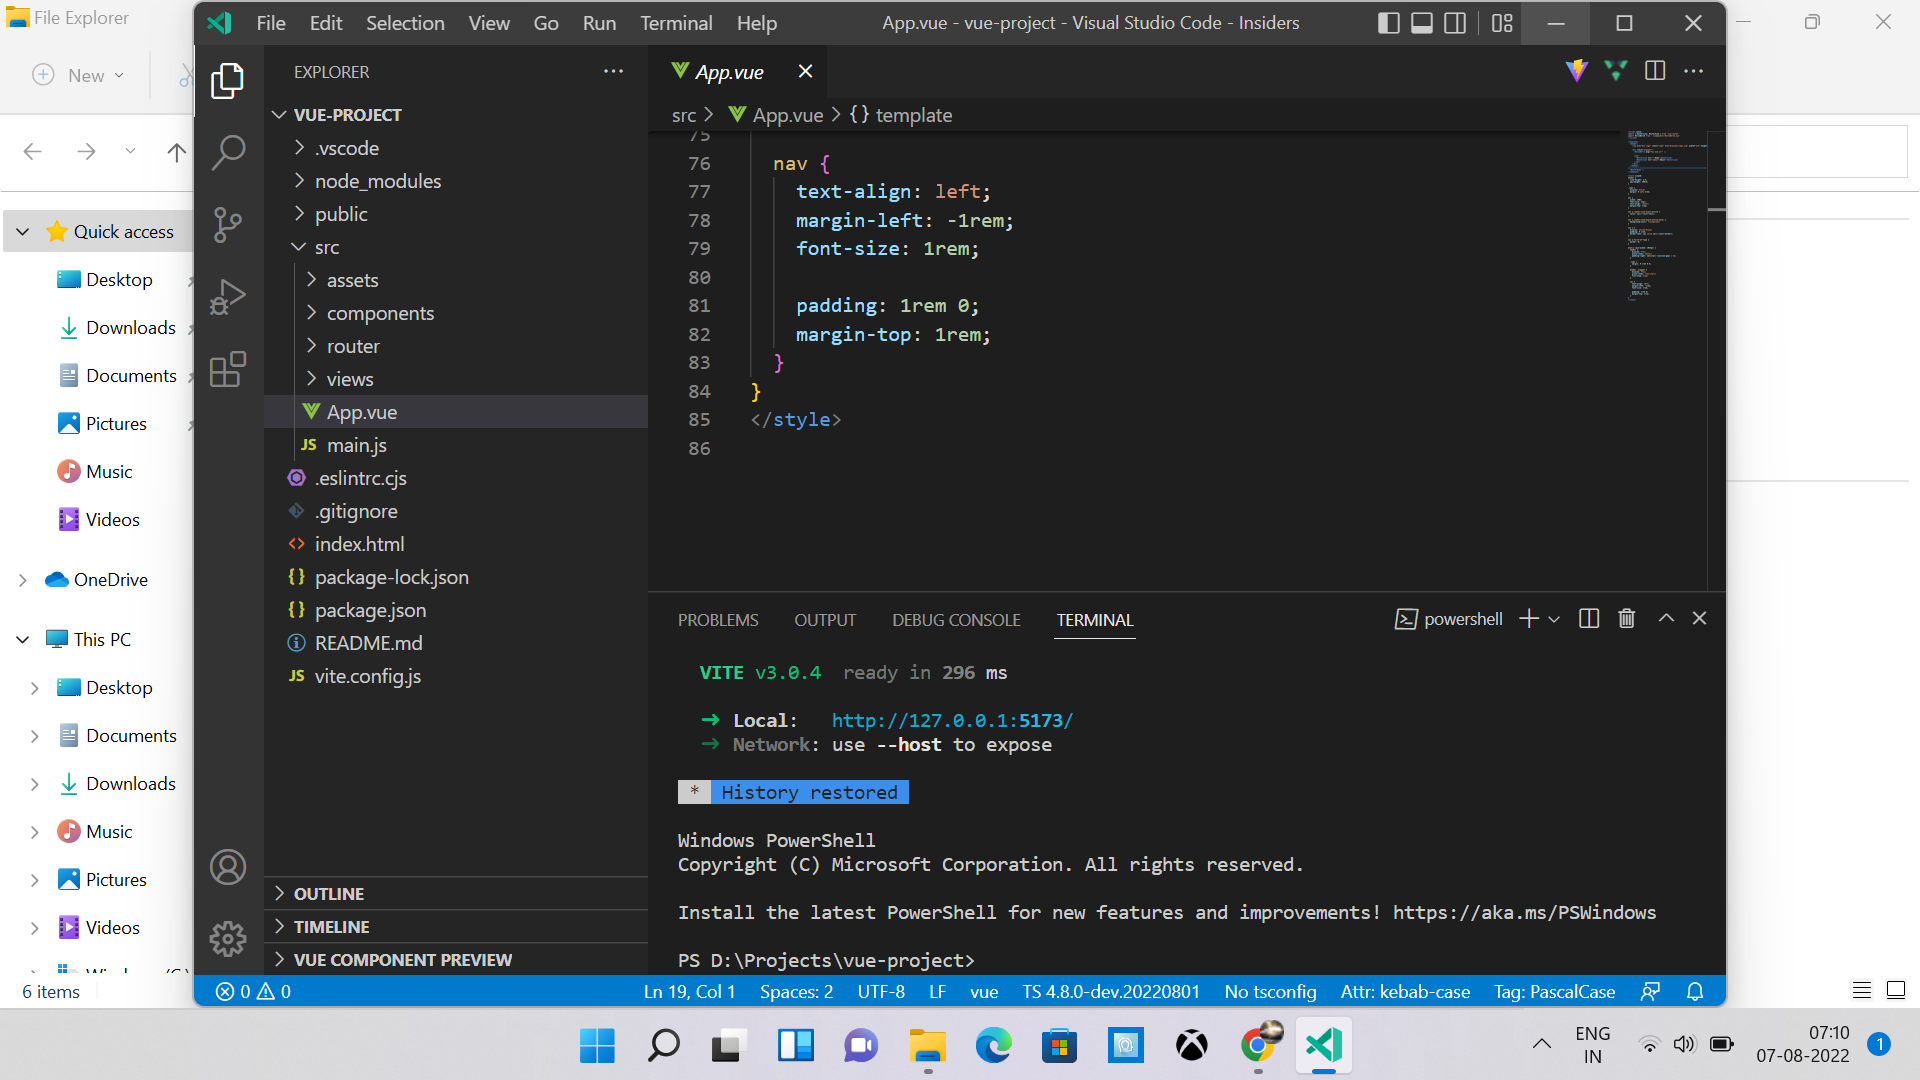 File Explorer
New
Quick access
Desktop
Downloads
Documents
Pictures
Music
Videos
OneDrive
This PC
Desktop
Documents
Downloads
Music
Pictures
Videos
6 items
File Edit Selection View Go Run Terminal Help
App.vue - vue-project - Visual Studio Code - Insiders
EXPLORER
VUE-PROJECT
.vscode
node_modules
public
src
assets
components
router
views
App.vue
JS main.js
.eslintrc.cjs
.gitignore
<> index.html
{} package-lock.json
{} package.json
README.md
JS vite.config.js
OUTLINE
TIMELINE
VUE COMPONENT PREVIEW
App.vue
src > App.vue > {} template
75
76 nav {
77 text-align: left;
78 margin-left: -1rem;
79 font-size: 1rem;
80
81 padding: 1rem 0;
82 margin-top: 1rem;
83 }
84 }
85 </style>
86
PROBLEMS OUTPUT DEBUG CONSOLE TERMINAL
powershell
VITE v3.0.4 ready in 296 ms
➜ Local: http://127.0.0.1:5173/
➜ Network: use --host to expose
* History restored
Windows PowerShell
Copyright (C) Microsoft Corporation. All rights reserved.
Install the latest PowerShell for new features and improvements! https://aka.ms/PSWindows
PS D:\Projects\vue-project>
0 0
Ln 19, Col 1 Spaces: 2 UTF-8 LF vue TS 4.8.0-dev.20220801 No tsconfig Attr: kebab-case Tag: PascalCase
ENG
IN
07:10
07-08-2022
1